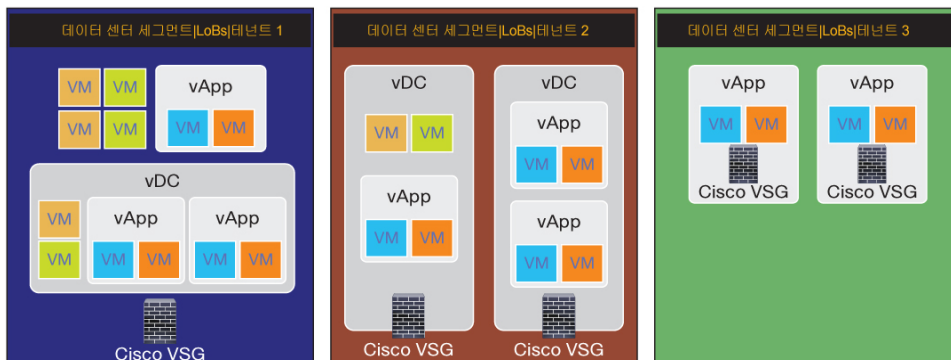 데이터 센터 세그먼트|LoBs|테넌트 1
VM VM vApp
VM VM VM VM
vDC
VM vApp vApp
VM VM VM VM VM
Cisco VSG
데이터 센터 세그먼트|LoBs|테넌트 2
vDC
VM VM
vApp
VM VM
Cisco VSG
vDC
vApp
VM VM
vApp
VM VM
Cisco VSG
데이터 센터 세그먼트|LoBs|테넌트 3
vApp
VM VM
Cisco VSG
vApp
VM VM
Cisco VSG